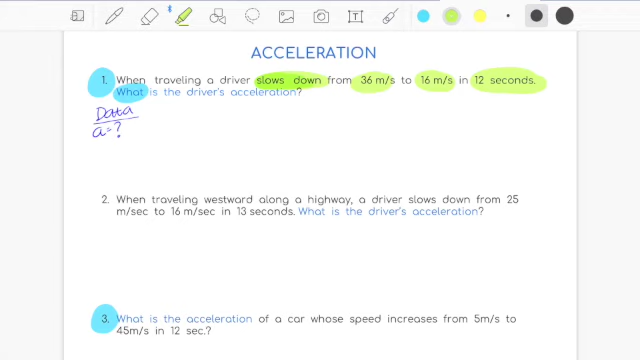 ACCELERATION
1. When traveling a driver slows down from 36 m/s to 16 m/s in 12 seconds.
What is the driver's acceleration?
Data
a=?
2. When traveling westward along a highway, a driver slows down from 25
m/sec to 16 m/sec in 13 seconds. What is the driver's acceleration?
3. What is the acceleration of a car whose speed increases from 5m/s to
45m/s in 12 sec.?